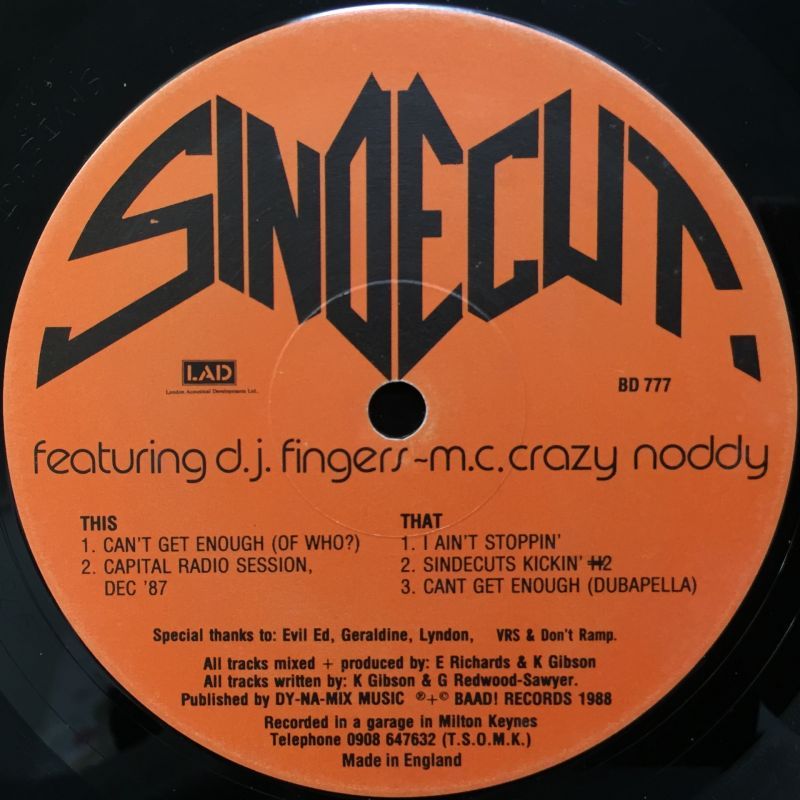 SINDECUT.
LAD
London Acoustical Developments Ltd.
BD 777
featuring d.j. fingers~m.c. crazy noddy
THIS
1. CAN'T GET ENOUGH (OF WHO?)
2. CAPITAL RADIO SESSION,
DEC '87
THAT
1. I AIN'T STOPPIN'
2. SINDECUTS KICKIN' #2
3. CANT GET ENOUGH (DUBAPELLA)
Special thanks to: Evil Ed, Geraldine, Lyndon, VRS & Don't Ramp.
All tracks mixed + produced by: E Richards & K Gibson
All tracks written by: K Gibson & G Redwood-Sawyer.
Published by DY-NA-MIX MUSIC ℗+© BAAD! RECORDS 1988
Recorded in a garage in Milton Keynes
Telephone 0908 647632 (T.S.O.M.K.)
Made in England